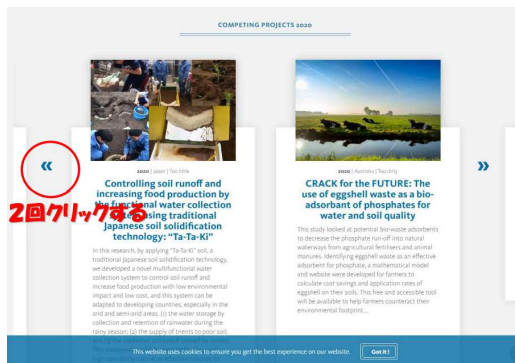 COMPETING PROJECTS 2020
«
»
2020 | Japan | Too little
Controlling soil runoff and
increasing food production by
the functional water collection
system using traditional
Japanese soil solidification
technology: “Ta-Ta-Ki”
2回クリックする
In this research, by applying “Ta-Ta-Ki” soil, a
traditional Japanese soil solidification technology,
we developed a novel multifunctional water
collection system to control soil runoff and
increase food production with low environmental
impact and low cost, and this system can be
adapted to developing countries, especially in the
arid and semi-arid areas. (1) the water storage by
collection and retention of rainwater during the
rainy season; (2) the supply of trients to poor soil;
2020 | Australia | Too dirty
CRACK for the FUTURE: The
use of eggshell waste as a bio-
adsorbant of phosphates for
water and soil quality
This study looked at potential bio-waste adsorbents
to decrease the phosphate run-off into natural
waterways from agricultural fertilisers and animal
manures. Identifying eggshell waste as an effective
adsorbent for phosphate, a mathematical model
and website were developed for farmers to
calculate cost savings and application rates of
eggshell on their soils. This free and accessible tool
will be available to help farmers counteract their
environmental footprint....
This website uses cookies to ensure you get the best experience on our website.
Got it!